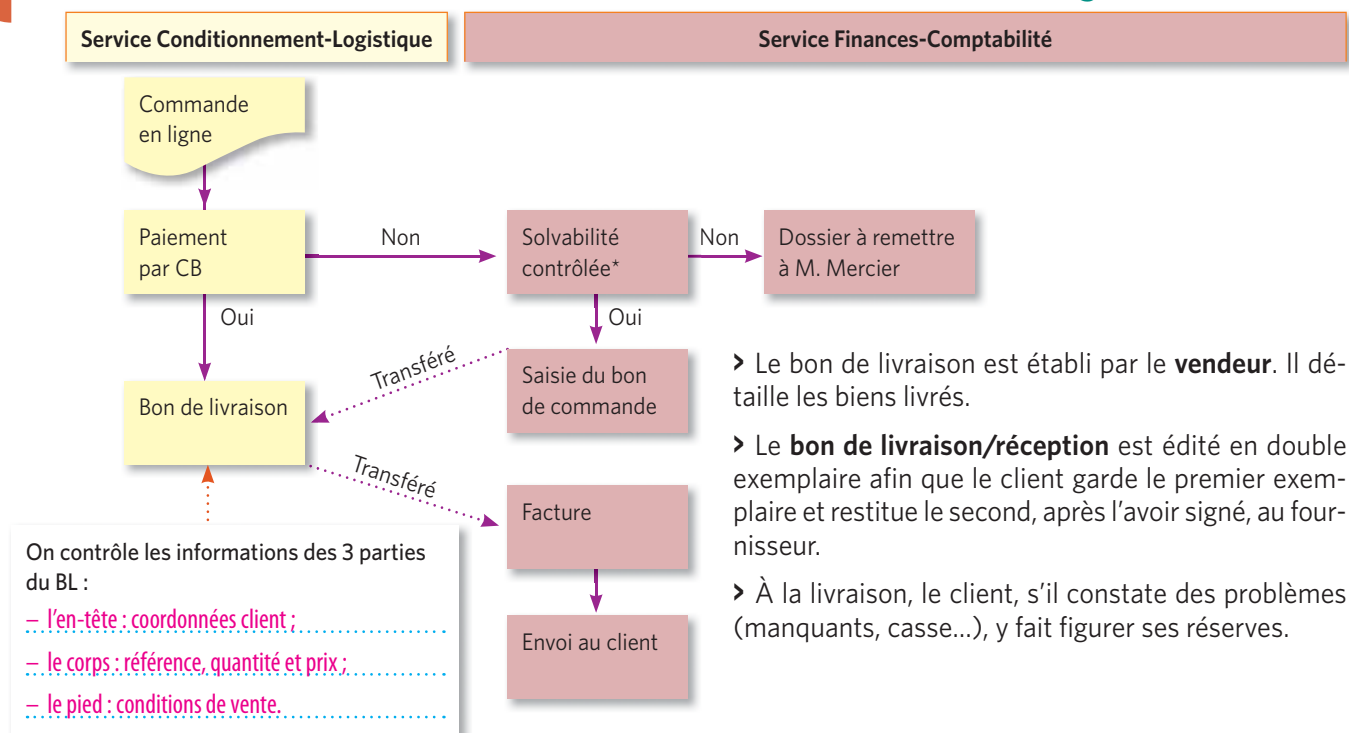 Service Conditionnement-Logistique
Service Finances-Comptabilité
Commande
en ligne
Paiement
par CB
Non
Solvabilité
contrôlée*
Non
Dossier à remettre
à M. Mercier
Oui
Oui
Transféré
Bon de livraison
Saisie du bon
de commande
Transféré
Facture
Envoi au client
On contrôle les informations des 3 parties
du BL :
– l'en-tête : coordonnées client ;
– le corps : référence, quantité et prix ;
– le pied : conditions de vente.
> Le bon de livraison est établi par le vendeur. Il dé-
taille les biens livrés.
> Le bon de livraison/réception est édité en double
exemplaire afin que le client garde le premier exem-
plaire et restitue le second, après l'avoir signé, au four-
nisseur.
> À la livraison, le client, s'il constate des problèmes
(manquants, casse…), y fait figurer ses réserves.